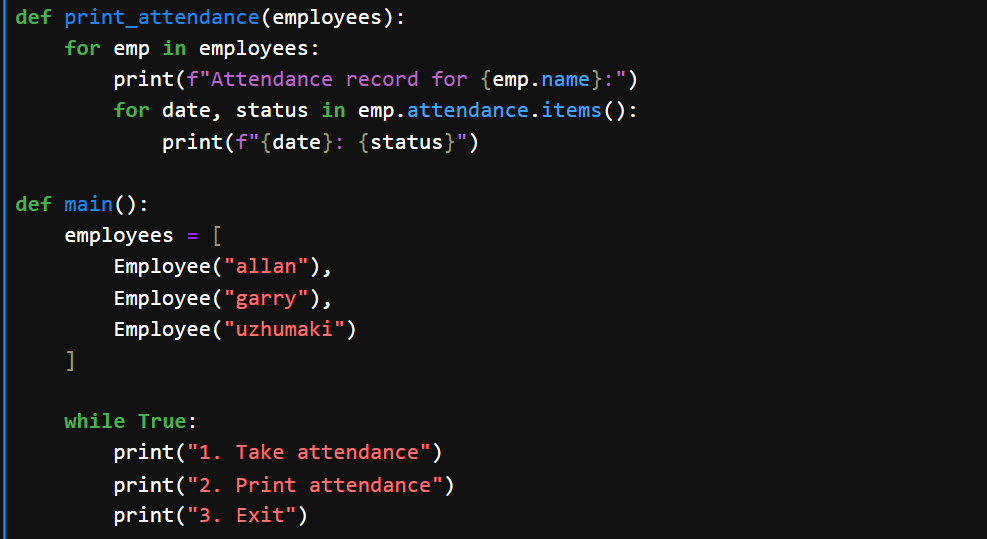 def print_attendance(employees):
    for emp in employees:
        print(f"Attendance record for {emp.name}:")
        for date, status in emp.attendance.items():
            print(f"{date}: {status}")

def main():
    employees = [
        Employee("allan"),
        Employee("garry"),
        Employee("uzhumaki")
    ]

    while True:
        print("1. Take attendance")
        print("2. Print attendance")
        print("3. Exit")